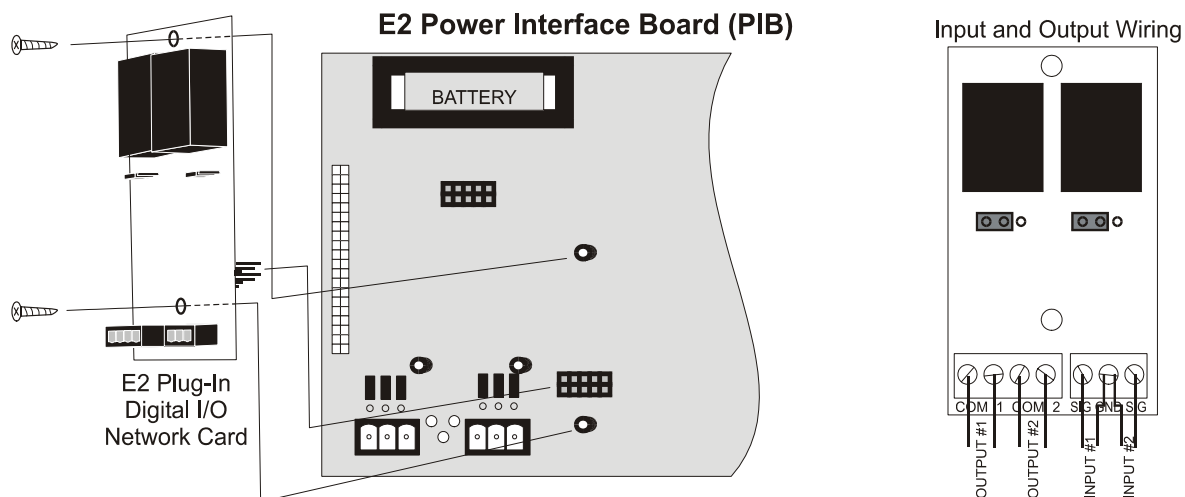 E2 Power Interface Board (PIB)
Input and Output Wiring
BATTERY
E2 Plug-In
Digital I/O
Network Card
COM 1 COM 2 SIG GND SIG
OUTPUT #1
OUTPUT #2
INPUT #1
INPUT #2